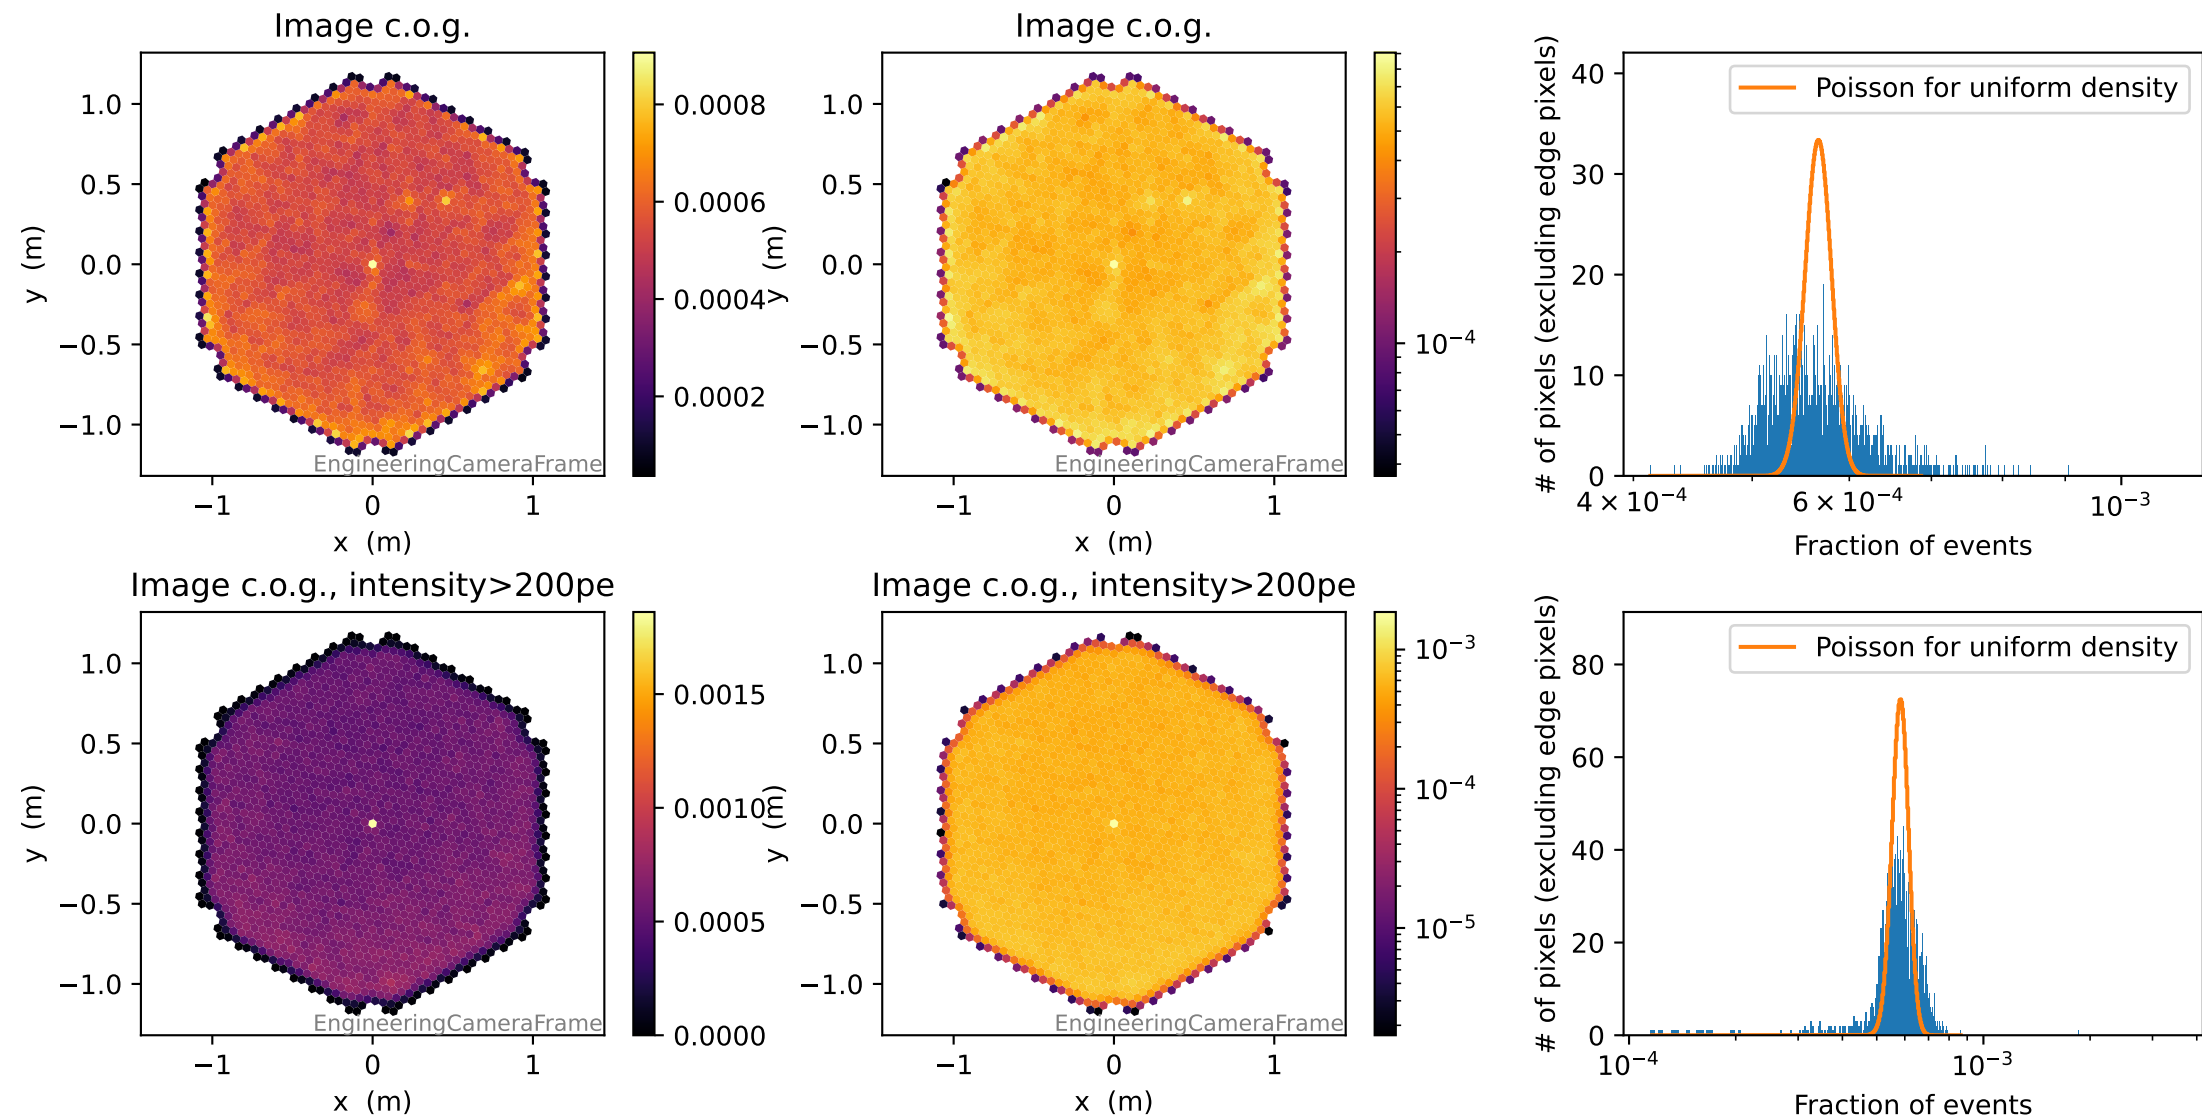 Image c.o.g.
1.0
0.5
0.0
−0.5
−1.0
y (m)
−1
0
1
x (m)
EngineeringCameraFrame
0.0008
0.0006
0.0004
0.0002
Image c.o.g.
1.0
0.5
0.0
−0.5
−1.0
y (m)
−1
0
1
x (m)
EngineeringCameraFrame
10⁻⁴
# of pixels (excluding edge pixels)
40
30
20
10
0
Poisson for uniform density
4 × 10⁻⁴
6 × 10⁻⁴
10⁻³
Fraction of events
Image c.o.g., intensity>200pe
1.0
0.5
0.0
−0.5
−1.0
y (m)
−1
0
1
x (m)
EngineeringCameraFrame
0.0015
0.0010
0.0005
0.0000
Image c.o.g., intensity>200pe
1.0
0.5
0.0
−0.5
−1.0
y (m)
−1
0
1
x (m)
EngineeringCameraFrame
10⁻³
10⁻⁴
10⁻⁵
# of pixels (excluding edge pixels)
80
60
40
20
0
Poisson for uniform density
10⁻⁴
10⁻³
Fraction of events